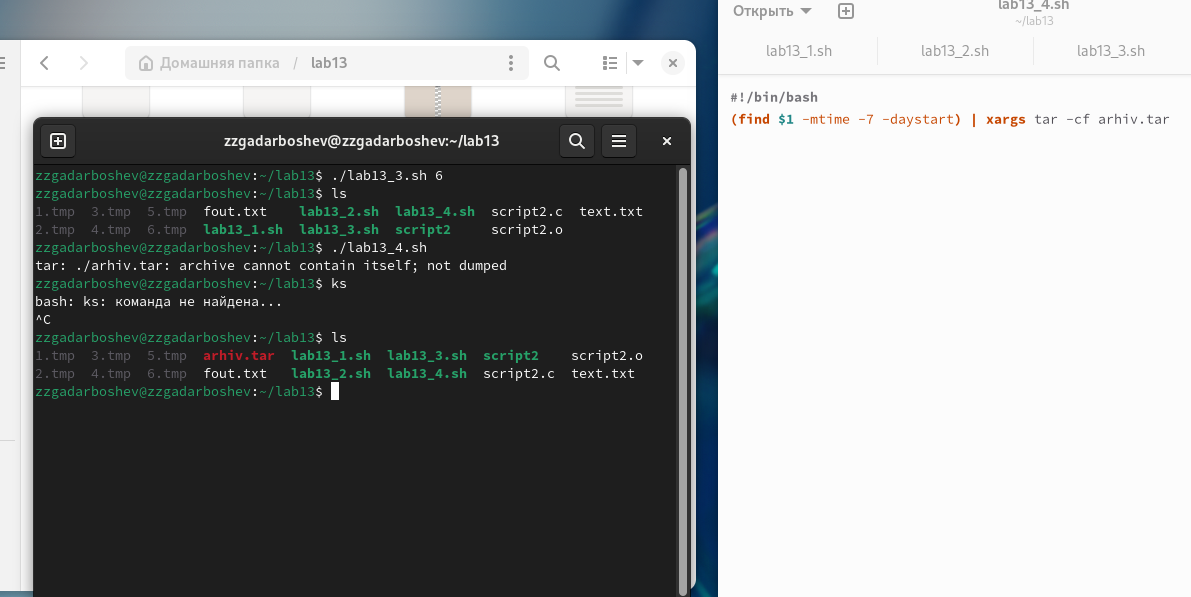 Домашняя папка / lab13
zzgadarboshev@zzgadarboshev:~/lab13
zzgadarboshev@zzgadarboshev:~/lab13$ ./lab13_3.sh 6
zzgadarboshev@zzgadarboshev:~/lab13$ ls
1.tmp 3.tmp 5.tmp fout.txt lab13_2.sh lab13_4.sh script2.c text.txt
2.tmp 4.tmp 6.tmp lab13_1.sh lab13_3.sh script2 script2.o
zzgadarboshev@zzgadarboshev:~/lab13$ ./lab13_4.sh
tar: ./arhiv.tar: archive cannot contain itself; not dumped
zzgadarboshev@zzgadarboshev:~/lab13$ ks
bash: ks: команда не найдена...
^C
zzgadarboshev@zzgadarboshev:~/lab13$ ls
1.tmp 3.tmp 5.tmp arhiv.tar lab13_1.sh lab13_3.sh script2 script2.o
2.tmp 4.tmp 6.tmp fout.txt lab13_2.sh lab13_4.sh script2.c text.txt
zzgadarboshev@zzgadarboshev:~/lab13$
Открыть
lab13_4.sh
~/lab13
lab13_1.sh lab13_2.sh lab13_3.sh
#!/bin/bash
(find $1 -mtime -7 -daystart) | xargs tar -cf arhiv.tar